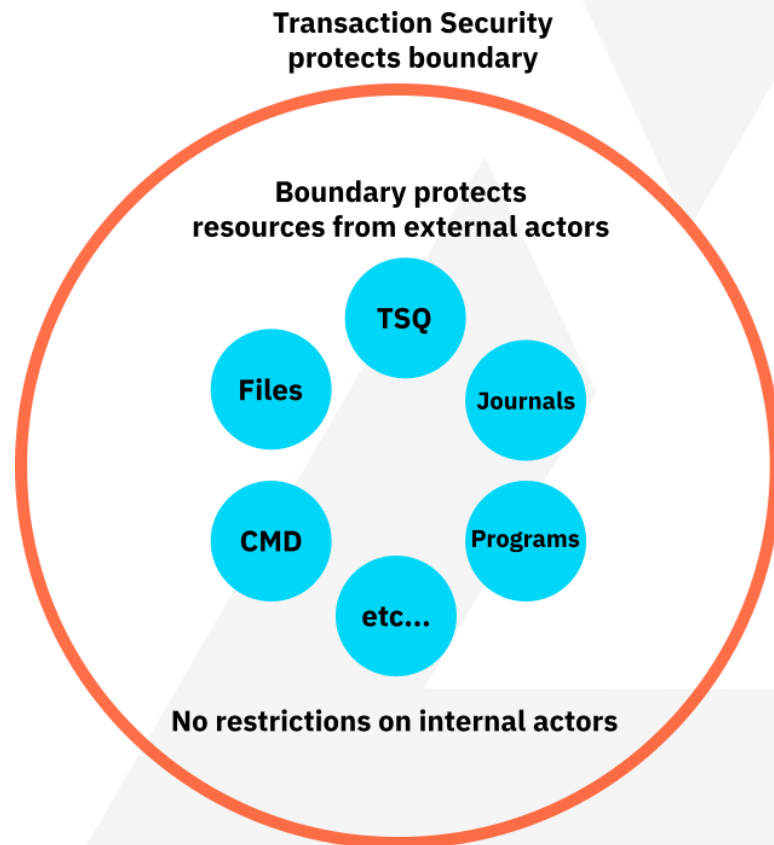 Transaction Security
protects boundary
Boundary protects
resources from external actors
TSQ
Files
Journals
CMD
Programs
etc...
No restrictions on internal actors